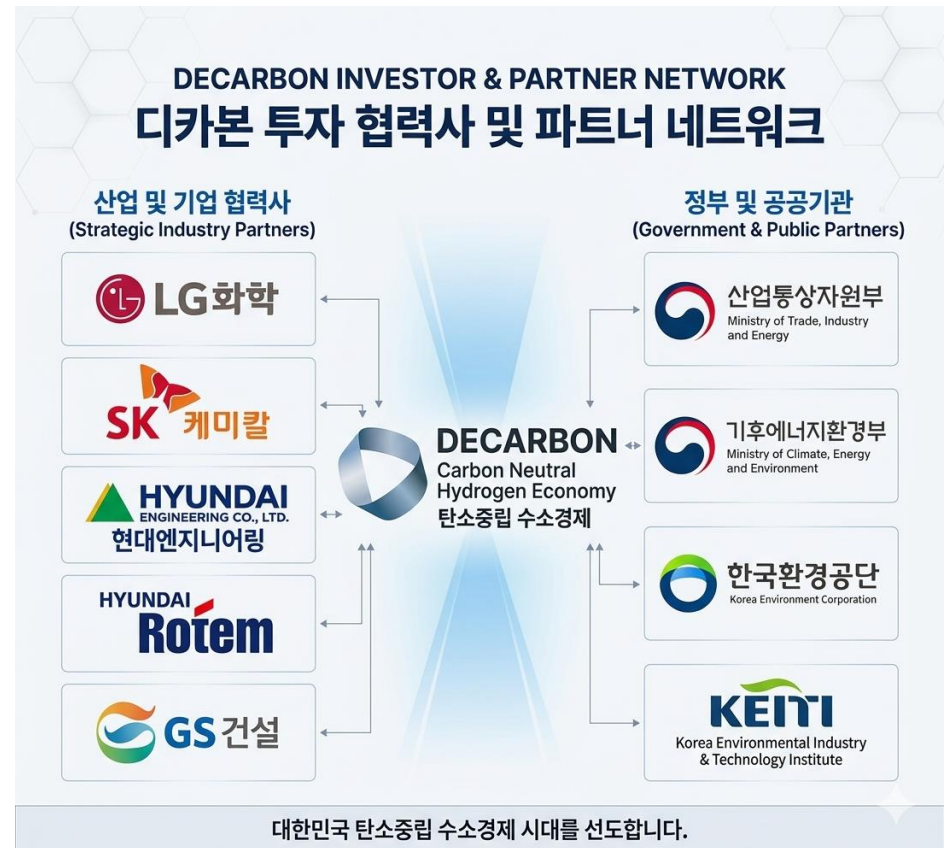 DECARBON INVESTOR & PARTNER NETWORK
디카본 투자 협력사 및 파트너 네트워크
산업 및 기업 협력사
(Strategic Industry Partners)
LG화학
SK 케미칼
HYUNDAI
ENGINEERING CO., LTD.
현대엔지니어링
HYUNDAI
Rotem
GS건설
DECARBON
Carbon Neutral
Hydrogen Economy
탄소중립 수소경제
정부 및 공공기관
(Government & Public Partners)
산업통상자원부
Ministry of Trade, Industry
and Energy
기후에너지환경부
Ministry of Climate, Energy
and Environment
한국환경공단
Korea Environment Corporation
KEITI
Korea Environmental Industry
& Technology Institute
대한민국 탄소중립 수소경제 시대를 선도합니다.